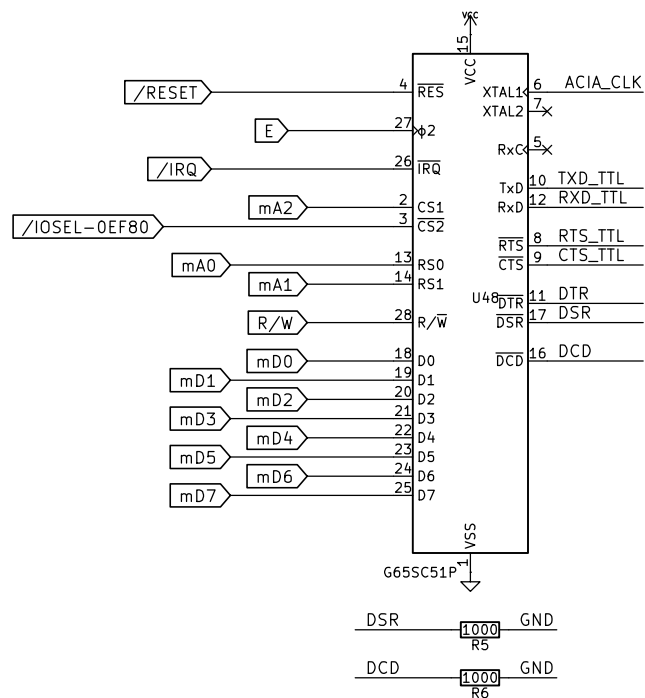 vcc
15
VCC
/RESET 4 RES XTAL1 6 ACIA_CLK
XTAL2 7
E 27 ϕ2
RxC 5
/IRQ 26 IRQ
TxD 10 TXD_TTL
mA2 2 CS1 RxD 12 RXD_TTL
/IOSEL-0EF80 3 CS2
RTS 8 RTS_TTL
mA0 13 RS0 CTS 9 CTS_TTL
mA1 14 RS1
U48 DTR 11 DTR
R/W 28 R/W DSR 17 DSR
mD0 18 D0 DCD 16 DCD
mD1 19 D1
mD2 20 D2
mD3 21 D3
mD4 22 D4
mD5 23 D5
mD6 24 D6
mD7 25 D7
VSS
1
G65SC51P
DSR 1000 GND
R5
DCD 1000 GND
R6